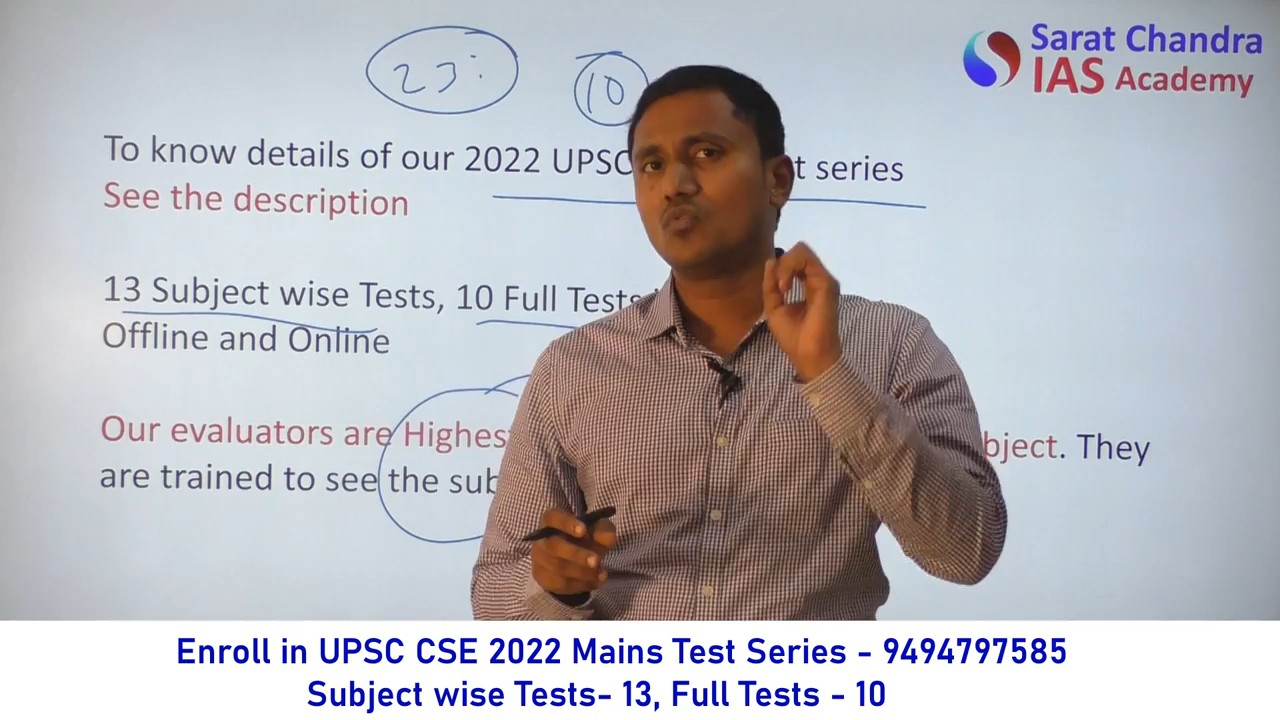 23
10
Sarat Chandra
IAS Academy
To know details of our 2022 UPSC t series
See the description
13 Subject wise Tests, 10 Full Tests
Offline and Online
Our evaluators are Highes bject. They
are trained to see the sub
Enroll in UPSC CSE 2022 Mains Test Series - 9494797585
Subject wise Tests- 13, Full Tests - 10